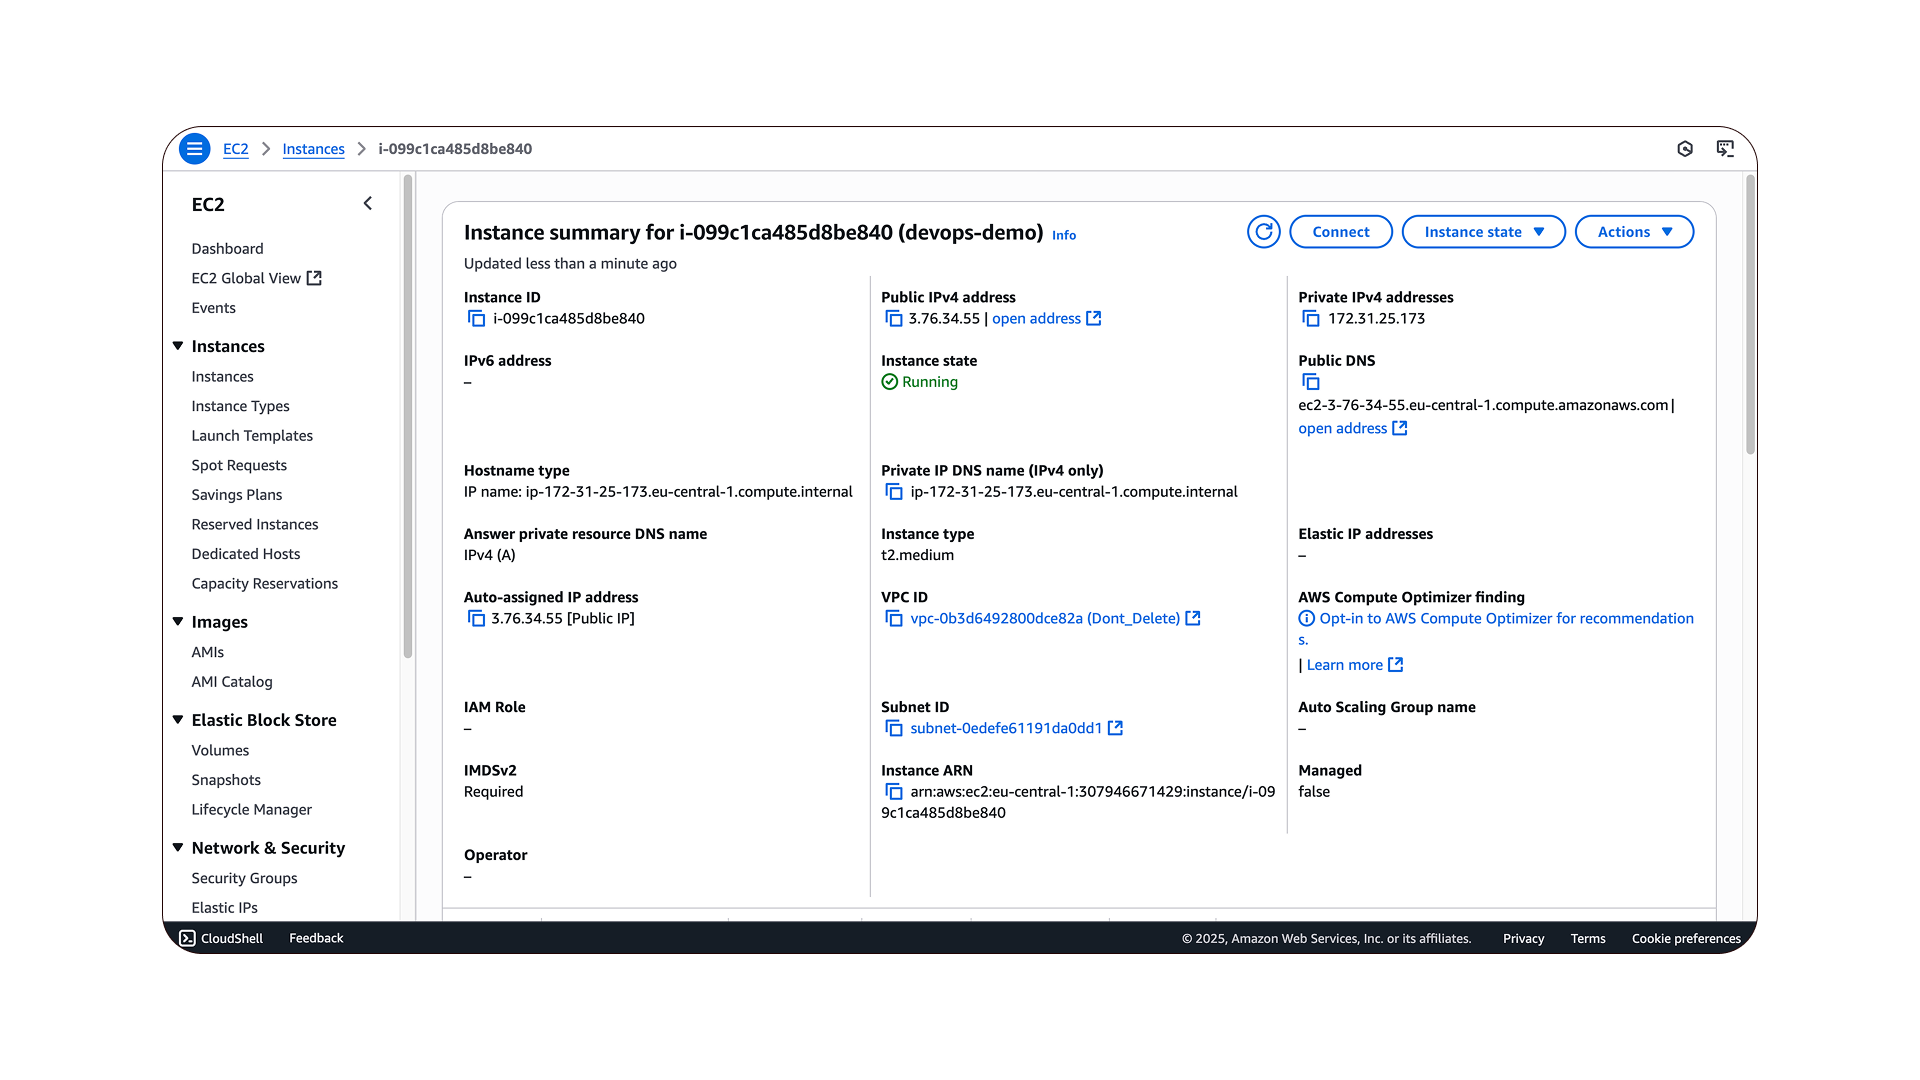 EC2 > Instances > i-099c1ca485d8be840
EC2
Dashboard
EC2 Global View
Events
Instances
Instances
Instance Types
Launch Templates
Spot Requests
Savings Plans
Reserved Instances
Dedicated Hosts
Capacity Reservations
Images
AMIs
AMI Catalog
Elastic Block Store
Volumes
Snapshots
Lifecycle Manager
Network & Security
Security Groups
Elastic IPs
Instance summary for i-099c1ca485d8be840 (devops-demo) Info
Connect
Instance state
Actions
Updated less than a minute ago
Instance ID
i-099c1ca485d8be840
Public IPv4 address
3.76.34.55 | open address
Private IPv4 addresses
172.31.25.173
IPv6 address
–
Instance state
Running
Public DNS
ec2-3-76-34-55.eu-central-1.compute.amazonaws.com |
open address
Hostname type
IP name: ip-172-31-25-173.eu-central-1.compute.internal
Private IP DNS name (IPv4 only)
ip-172-31-25-173.eu-central-1.compute.internal
Answer private resource DNS name
IPv4 (A)
Instance type
t2.medium
Elastic IP addresses
–
Auto-assigned IP address
3.76.34.55 [Public IP]
VPC ID
vpc-0b3d6492800dce82a (Dont_Delete)
AWS Compute Optimizer finding
Opt-in to AWS Compute Optimizer for recommendation
s.
| Learn more
IAM Role
–
Subnet ID
subnet-0edefe61191da0dd1
Auto Scaling Group name
–
IMDSv2
Required
Instance ARN
arn:aws:ec2:eu-central-1:307946671429:instance/i-09
9c1ca485d8be840
Managed
false
Operator
–
CloudShell
Feedback
© 2025, Amazon Web Services, Inc. or its affiliates.
Privacy
Terms
Cookie preferences